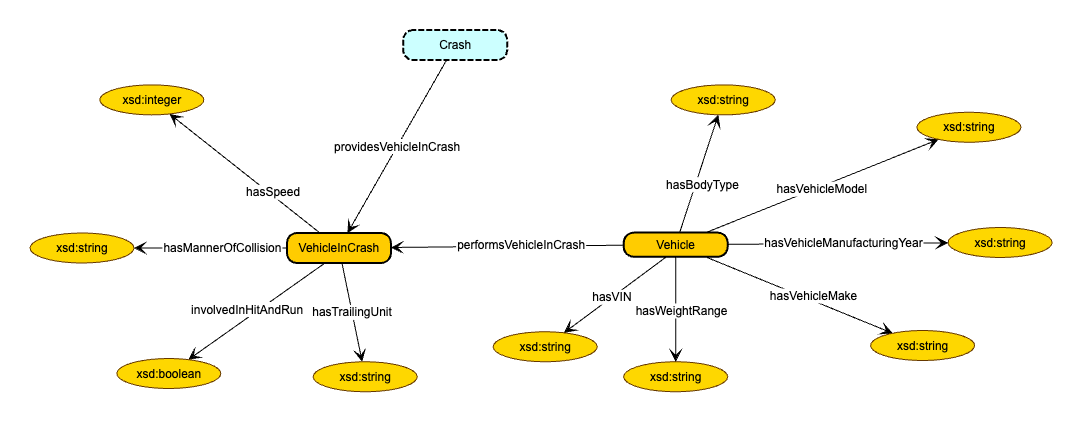 Crash
xsd:integer
xsd:string
xsd:string
providesVehicleInCrash
hasBodyType
hasVehicleModel
hasSpeed
xsd:string
hasMannerOfCollision
VehicleInCrash
performsVehicleInCrash
Vehicle
hasVehicleManufacturingYear
xsd:string
involvedInHitAndRun
hasTrailingUnit
hasVIN
hasWeightRange
hasVehicleMake
xsd:boolean
xsd:string
xsd:string
xsd:string
xsd:string